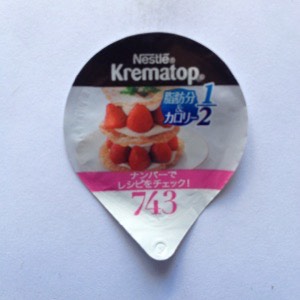 Nestlé®
Krematop®
脂肪分
&
カロリー
1/2
ナンバーで
レシピをチェック!
743